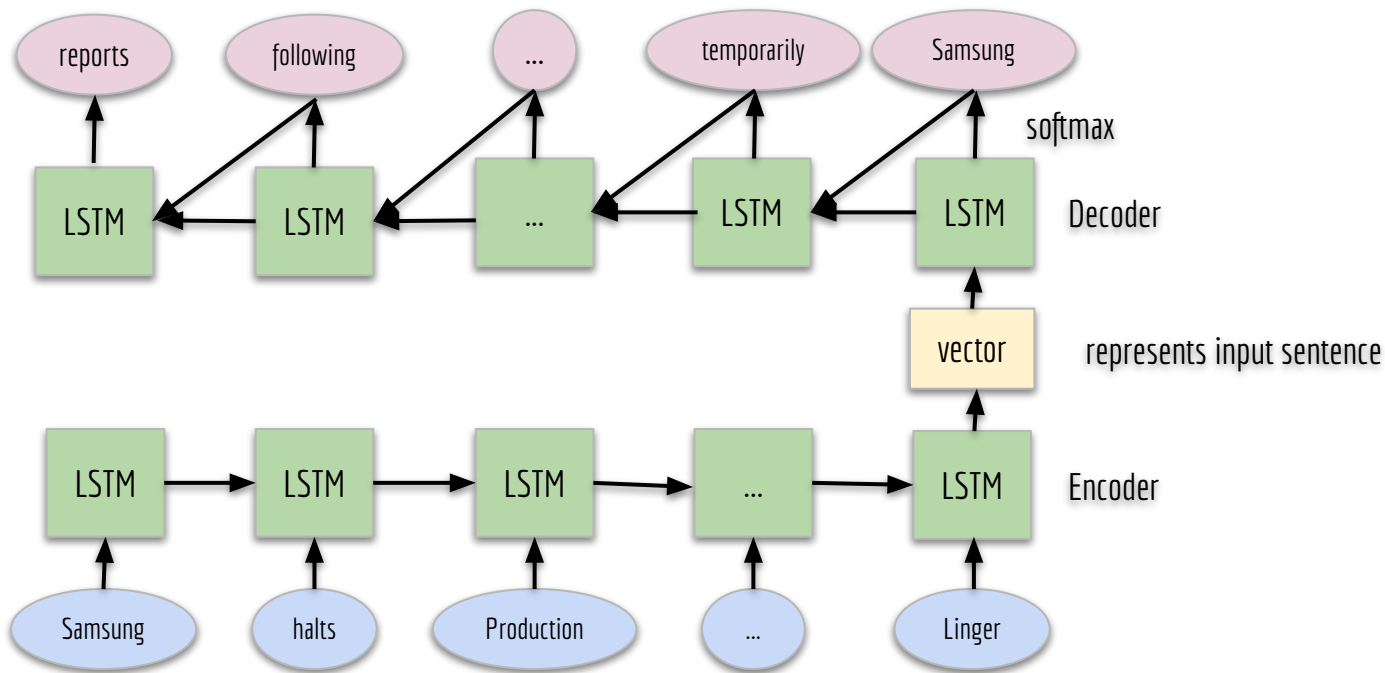 reports
following
...
temporarily
Samsung
softmax
LSTM
LSTM
...
LSTM
LSTM
Decoder
vector
represents input sentence
LSTM
LSTM
LSTM
...
LSTM
Encoder
Samsung
halts
Production
...
Linger